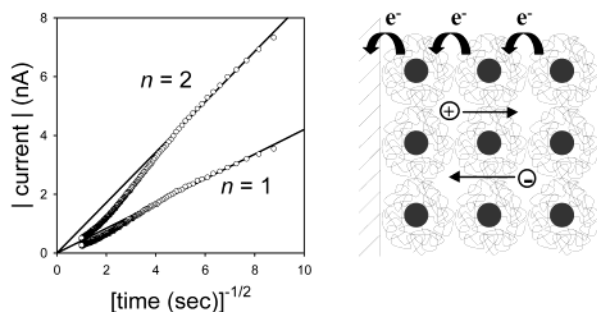 8
6
4
2
0
0 2 4 6 8 10
| current | (nA)
[time (sec)]⁻¹/²
n = 2
n = 1
e⁻ e⁻ e⁻
+
-